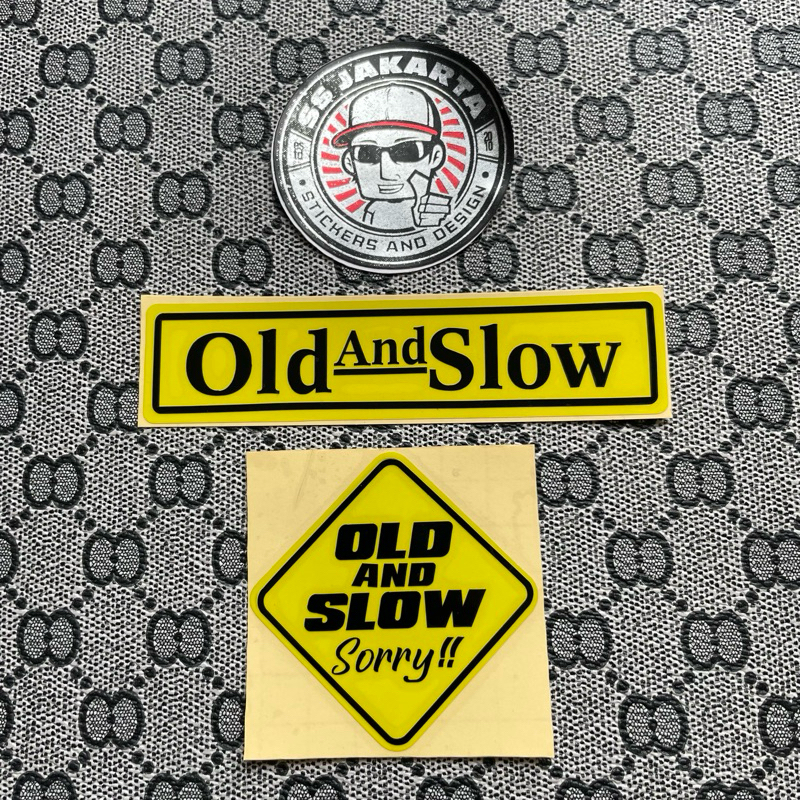 SS JAKARTA
• STICKERS AND DESIGN •
Old And Slow
OLD
AND
SLOW
Sorry!!